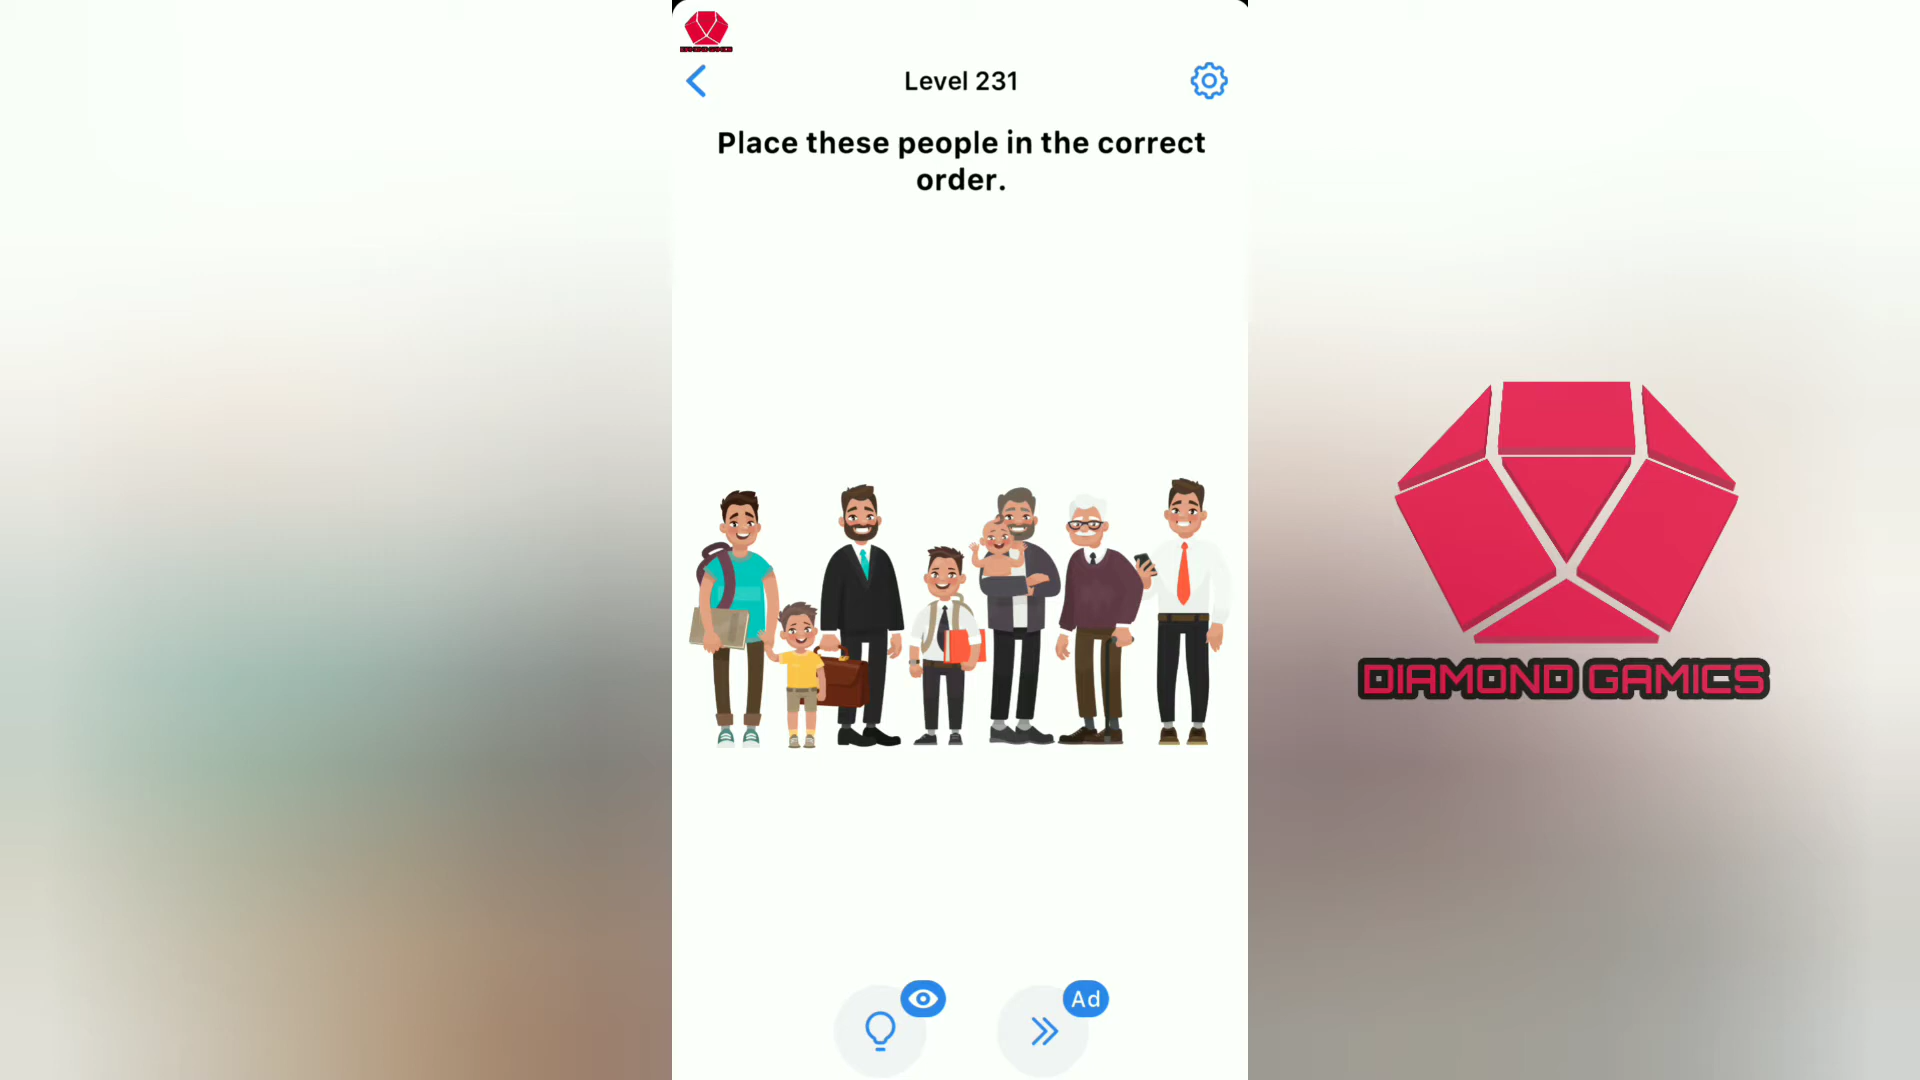 Level 231
Place these people in the correct
order.
DIAMOND GAMICS
Ad